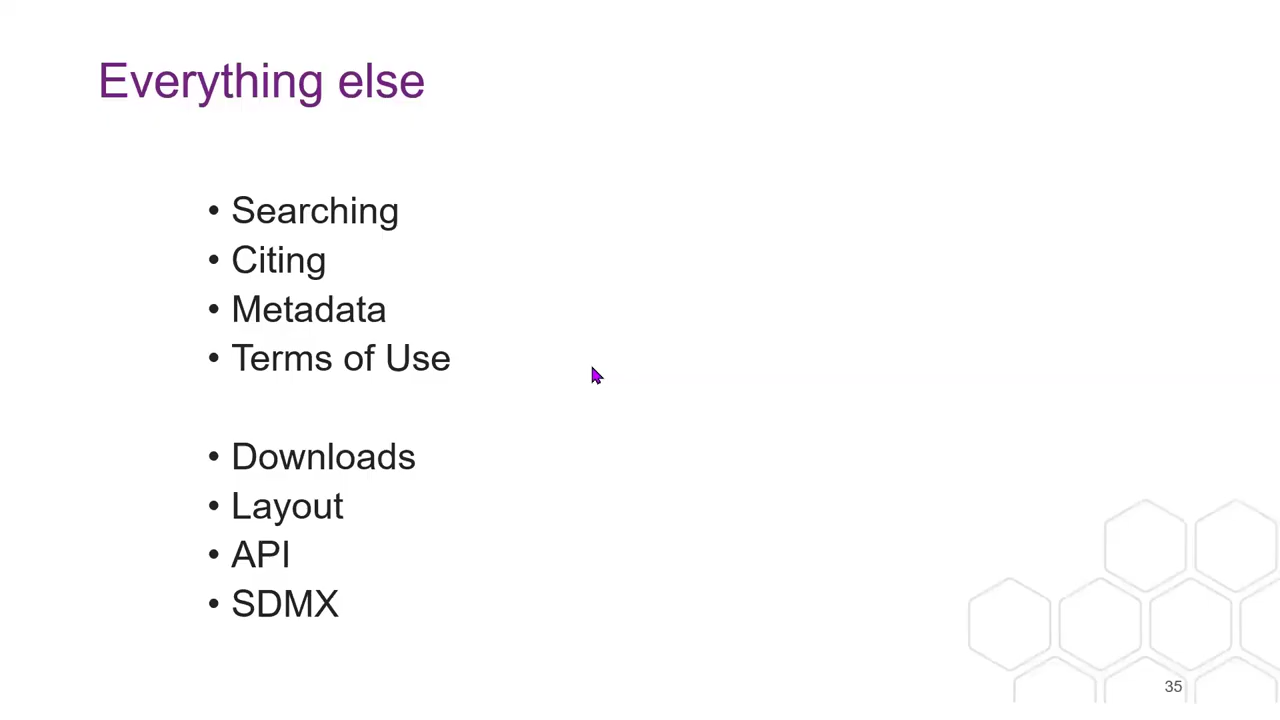 Everything else
• Searching
• Citing
• Metadata
• Terms of Use
• Downloads
• Layout
• API
• SDMX
35